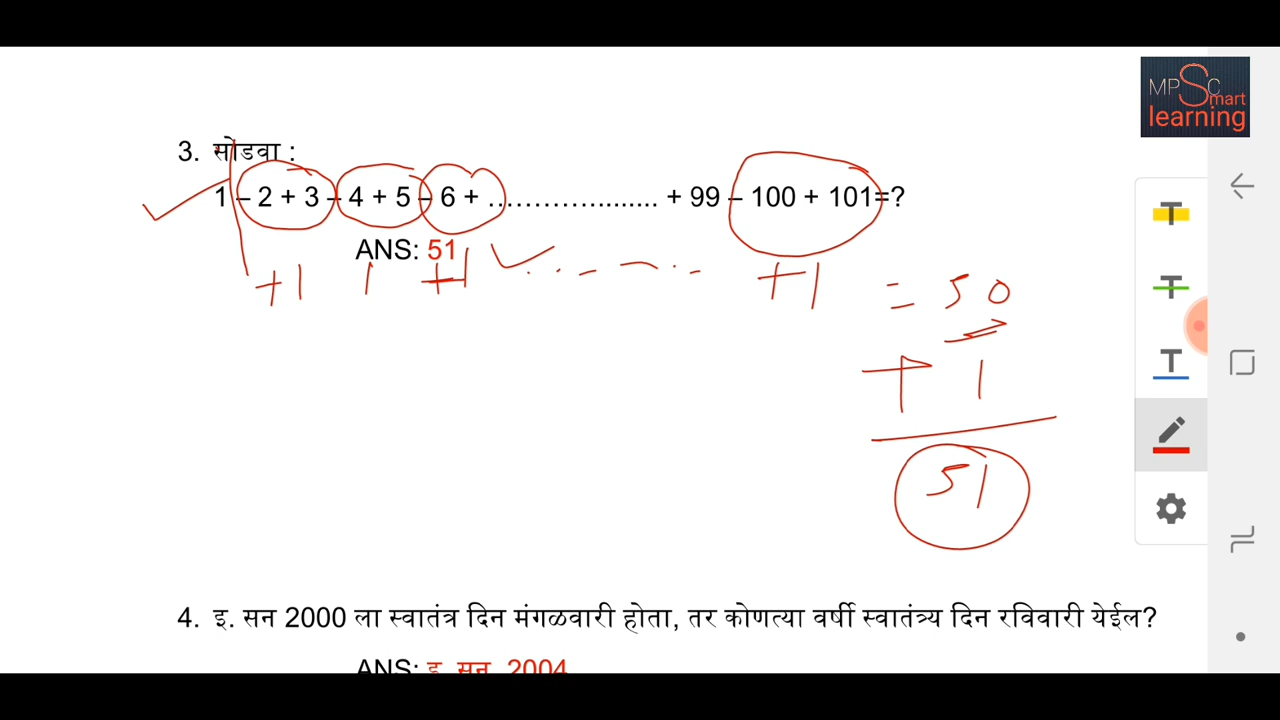 MPSC
smart
learning
3. सोडवा :
1 – 2 + 3 – 4 + 5 – 6 + …………........ + 99 – 100 + 101=?
ANS: 51
+1 1 +1 +1 = 50
+ 1
51
4. इ. सन 2000 ला स्वातंत्र दिन मंगळवारी होता, तर कोणत्या वर्षी स्वातंत्र्य दिन रविवारी येईल?
ANS: इ. सन. 2004
T
T
T